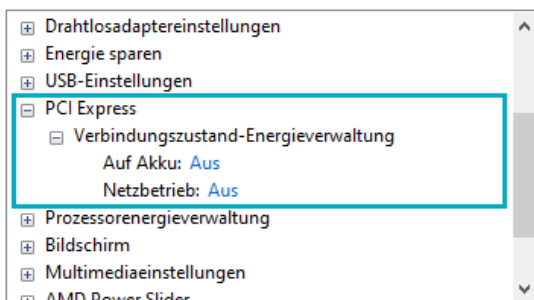 Drahtlosadaptereinstellungen
Energie sparen
USB-Einstellungen
PCI Express
Verbindungszustand-Energieverwaltung
Auf Akku: Aus
Netzbetrieb: Aus
Prozessorenergieverwaltung
Bildschirm
Multimediaeinstellungen
AMD Power Slider